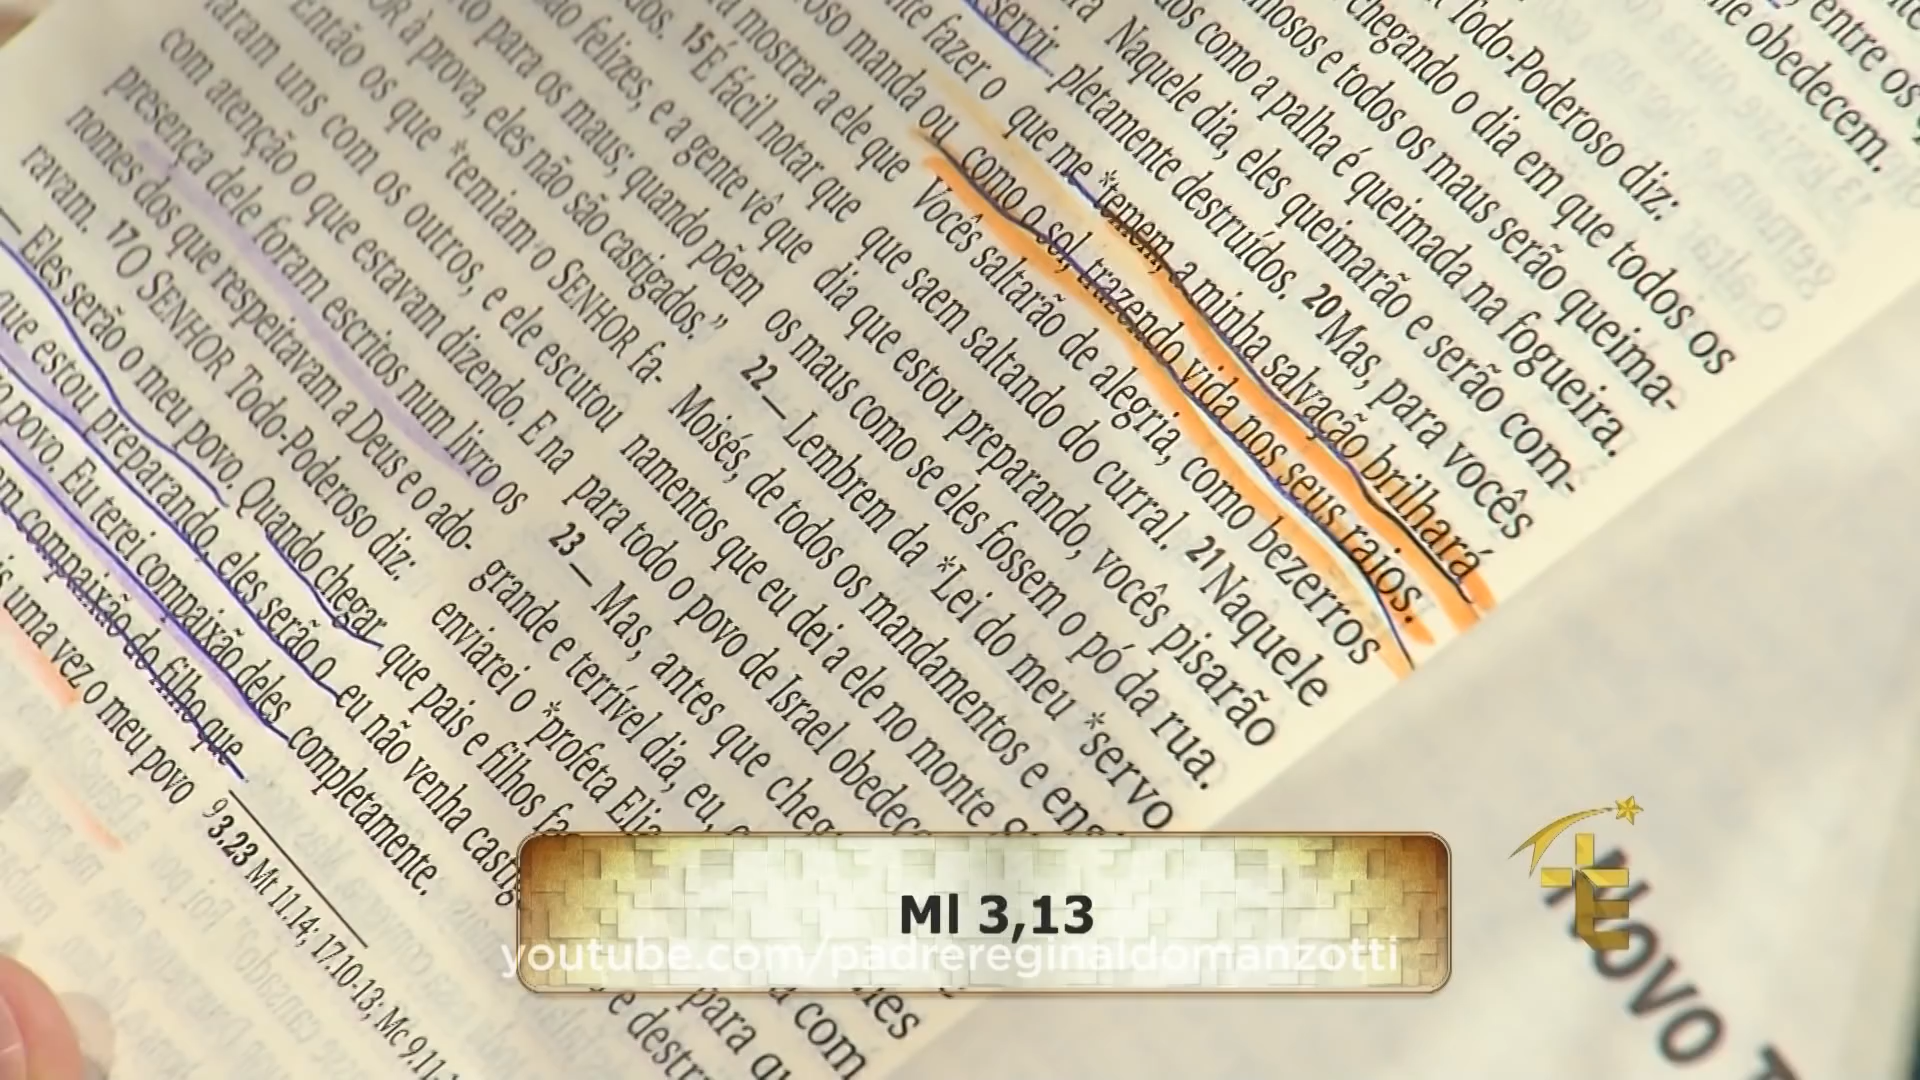 servir
fazer o
manda ou
mostrar a ele que
15 É fácil notar que
felizes, e a gente vê que
para os maus; quando põem
à prova, eles não são castigados.”
Então os que *temiam o SENHOR fa-
laram uns com os outros, e ele escutou
com atenção o que estavam dizendo. E na
presença dele foram escritos num livro os
nomes dos que respeitavam a Deus e o ado-
ravam. 17 O SENHOR Todo-Poderoso diz:
— Eles serão o meu povo. Quando chegar
que estou preparando, eles serão o
povo. Eu terei compaixão deles
compaixão do filho que
uma vez o meu povo
entre os
me obedecem.
Todo-Poderoso diz:
chegando o dia em que todos os
e todos os maus serão queima-
dos como a palha é queimada na fogueira.
Naquele dia, eles queimarão e serão com-
pletamente destruídos. 20 Mas, para vocês
que me *temem, a minha salvação brilhará
como o sol, trazendo vida nos seus raios.
Vocês saltarão de alegria, como bezerros
que saem saltando do curral. 21 Naquele
dia que estou preparando, vocês pisarão
os maus como se eles fossem o pó da rua.
22 — Lembrem da *Lei do meu *servo
Moisés, de todos os mandamentos e
namentos que eu dei a ele no monte
para todo o povo de Israel
23 — Mas, antes que
grande e terrível dia, eu,
enviarei o *profeta
que pais e filhos
eu não venha
completamente.
3.23 Mt 11.14; 17.10-13; Mc 9.11-
e
para
com
Ml 3,13
youtube.com/padrereginaldomanzotti
E
Novo